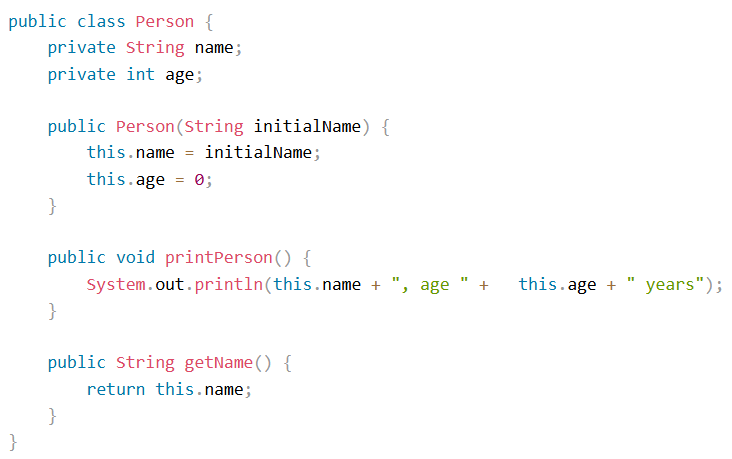 public class Person {
    private String name;
    private int age;

    public Person(String initialName) {
        this.name = initialName;
        this.age = 0;
    }

    public void printPerson() {
        System.out.println(this.name + ", age " +   this.age + " years");
    }

    public String getName() {
        return this.name;
    }
}